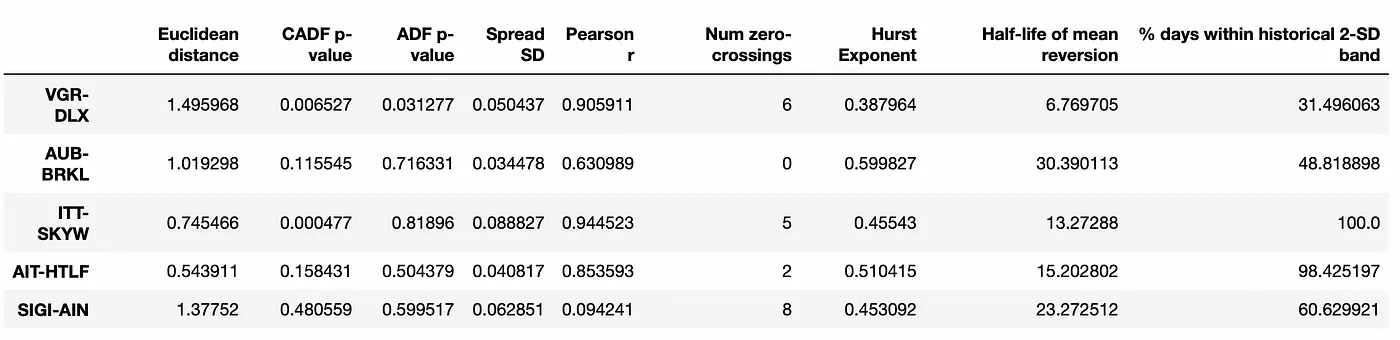 Euclidean CADF p- ADF p- Spread Pearson Num zero- Hurst Half-life of mean % days within historical 2-SD
distance value value SD r crossings Exponent reversion band
VGR-
DLX 1.495968 0.006527 0.031277 0.050437 0.905911 6 0.387964 6.769705 31.496063
AUB-
BRKL 1.019298 0.115545 0.716331 0.034478 0.630989 0 0.599827 30.390113 48.818898
ITT-
SKYW 0.745466 0.000477 0.81896 0.088827 0.944523 5 0.45543 13.27288 100.0
AIT-HTLF 0.543911 0.158431 0.504379 0.040817 0.853593 2 0.510415 15.202802 98.425197
SIGI-AIN 1.37752 0.480559 0.599517 0.062851 0.094241 8 0.453092 23.272512 60.629921